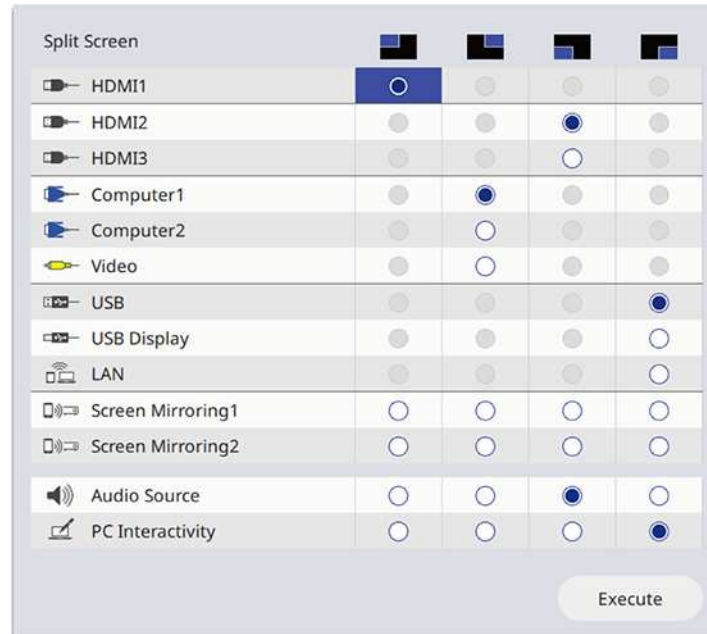 Split Screen
HDMI1
HDMI2
HDMI3
Computer1
Computer2
Video
USB
USB Display
LAN
Screen Mirroring1
Screen Mirroring2
Audio Source
PC Interactivity
Execute